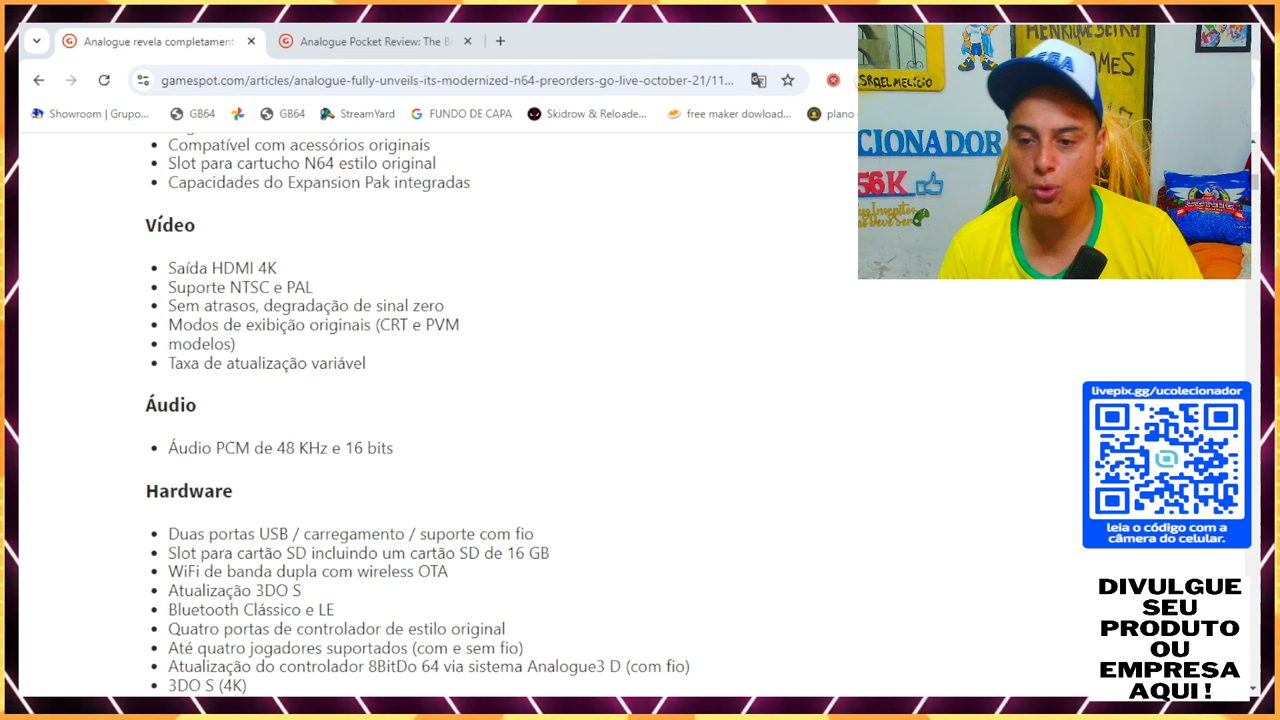 Analogue revela completament
Analogue Pocket Review: The B
gamespot.com/articles/analogue-fully-unveils-its-modernized-n64-preorders-go-live-october-21/11...
Showroom | Grupo...
GB64
GB64
StreamYard
FUNDO DE CAPA
Skidrow & Reloade...
free maker dowload...
plano
Compatível com acessórios originais
Slot para cartucho N64 estilo original
Capacidades do Expansion Pak integradas
Vídeo
Saída HDMI 4K
Suporte NTSC e PAL
Sem atrasos, degradação de sinal zero
Modos de exibição originais (CRT e PVM
modelos)
Taxa de atualização variável
Áudio
Áudio PCM de 48 KHz e 16 bits
Hardware
Duas portas USB / carregamento / suporte com fio
Slot para cartão SD incluindo um cartão SD de 16 GB
WiFi de banda dupla com wireless OTA
Atualização 3DO S
Bluetooth Clássico e LE
Quatro portas de controlador de estilo original
Até quatro jogadores suportados (com e sem fio)
Atualização do controlador 8BitDo 64 via sistema Analogue3 D (com fio)
3DO S (4K)
ISRAEL MELICIO
CIONADOR
56K
livepix.gg/ucolecionador
leia o código com a
câmera do celular.
DIVULGUE
SEU
PRODUTO
OU
EMPRESA
AQUI!